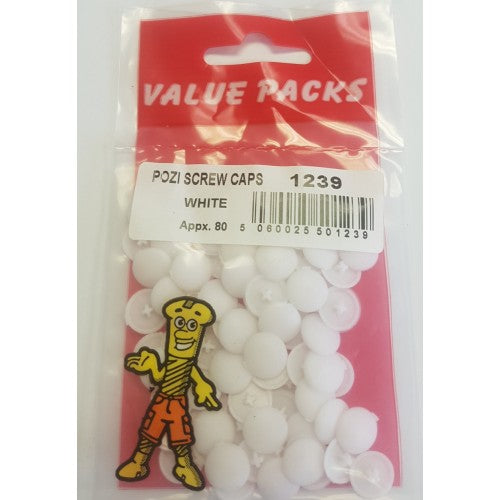 VALUE PACKS
POZI SCREW CAPS 1239
WHITE
Appx. 80 5 060025 501239